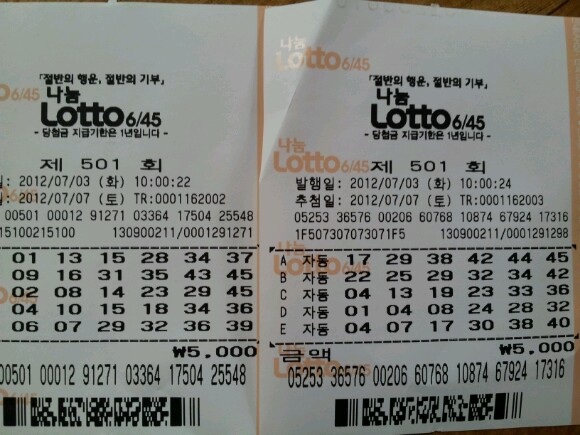 「절반의 행운, 절반의 기부」
나눔
Lotto 6/45
- 당첨금 지급기한은 1년입니다 -
제 501 회
일: 2012/07/03 (화) 10:00:22
일: 2012/07/07 (토) TR:0001162002
00501 00012 91271 03364 17504 25548
15100215100 130900211/0001291271
01 13 15 28 34 37
09 16 31 35 43 45
02 08 14 23 29 45
04 10 15 18 34 36
06 07 29 32 36 39
₩5,000
00501 00012 91271 03364 17504 25548
나눔
Lotto 6/45
「절반의 행운, 절반의 기부」
나눔
Lotto 6/45
- 당첨금 지급기한은 1년입니다 -
제 501 회
발행일: 2012/07/03 (화) 10:00:24
추첨일: 2012/07/07 (토) TR:0001162003
05253 36576 00206 60768 10874 67924 17316
1F507307073071F5 130900211/0001291298
A 자동 17 29 38 42 44 45
B 자동 22 25 29 32 34 42
C 자동 04 13 19 23 33 36
D 자동 01 04 08 24 28 32
E 자동 04 07 17 30 38 40
금액 ₩5,000
05253 36576 00206 60768 10874 67924 17316